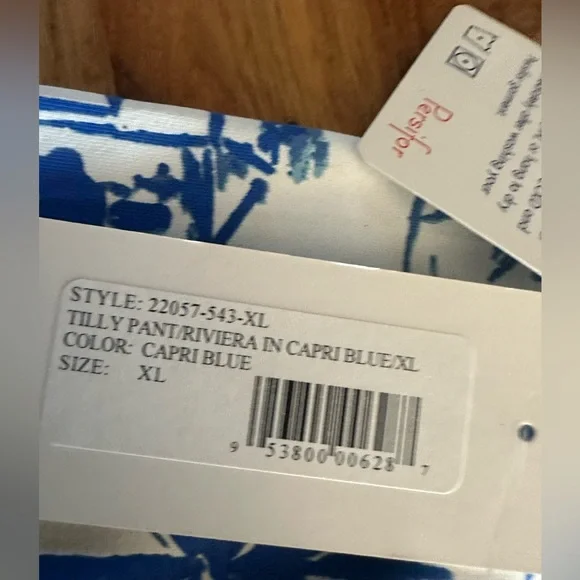 Persifor
STYLE: 22057-543-XL
TILLY PANT/RIVIERA IN CAPRI BLUE/XL
COLOR: CAPRI BLUE
SIZE: XL
9 53800 00628 7